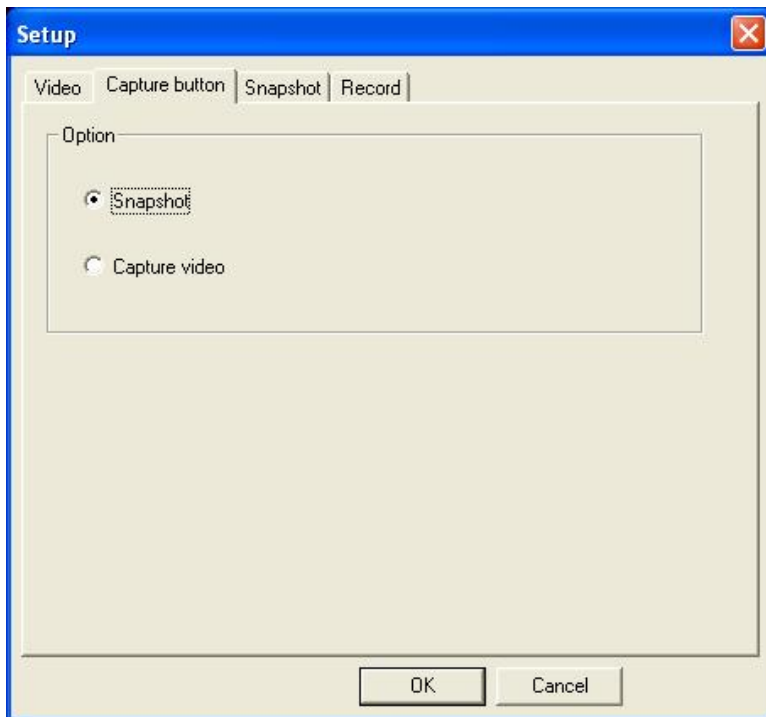 Setup
Video Capture button Snapshot Record
Option
Snapshot
Capture video
OK Cancel